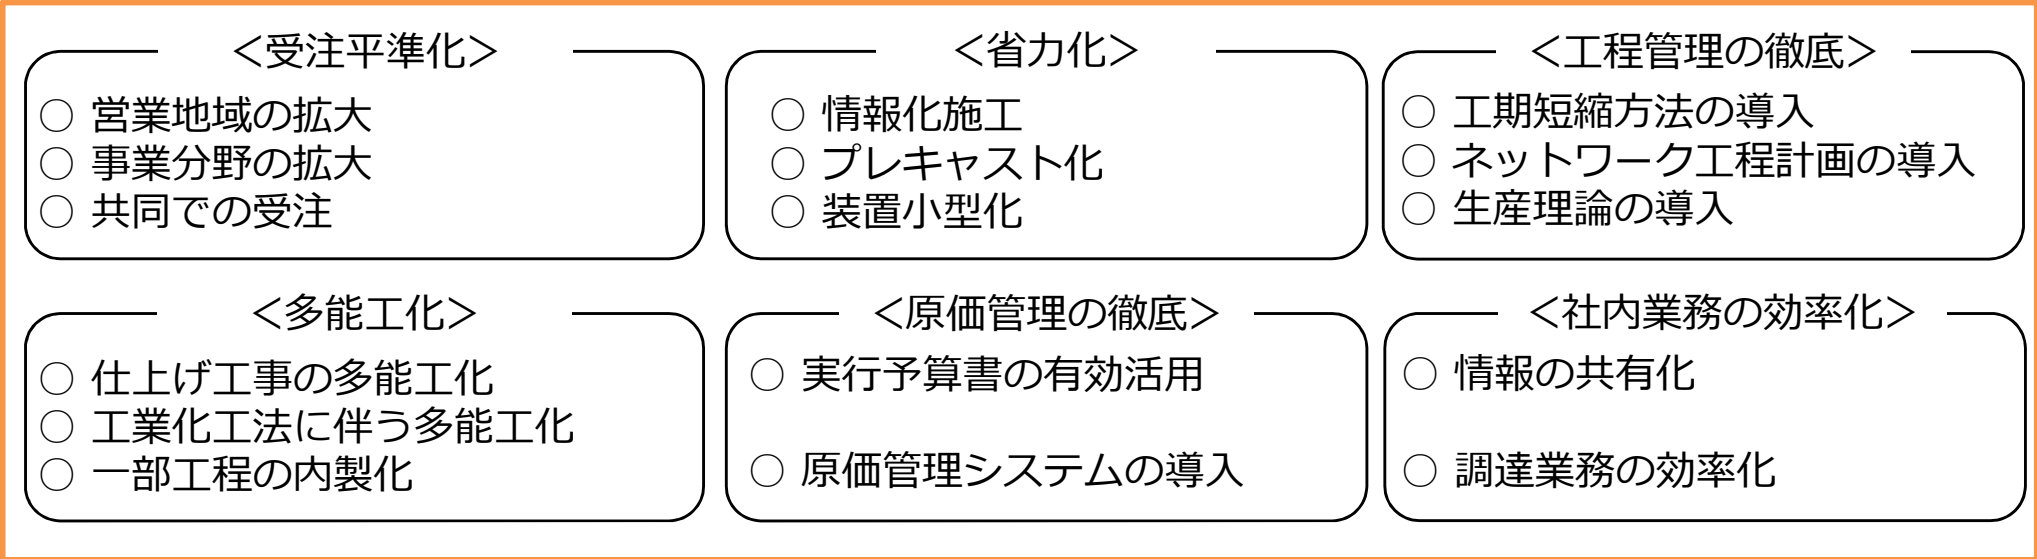 ＜受注平準化＞
○ 営業地域の拡大
○ 事業分野の拡大
○ 共同での受注
＜省力化＞
○ 情報化施工
○ プレキャスト化
○ 装置小型化
＜工程管理の徹底＞
○ 工期短縮方法の導入
○ ネットワーク工程計画の導入
○ 生産理論の導入
＜多能工化＞
○ 仕上げ工事の多能工化
○ 工業化工法に伴う多能工化
○ 一部工程の内製化
＜原価管理の徹底＞
○ 実行予算書の有効活用
○ 原価管理システムの導入
＜社内業務の効率化＞
○ 情報の共有化
○ 調達業務の効率化